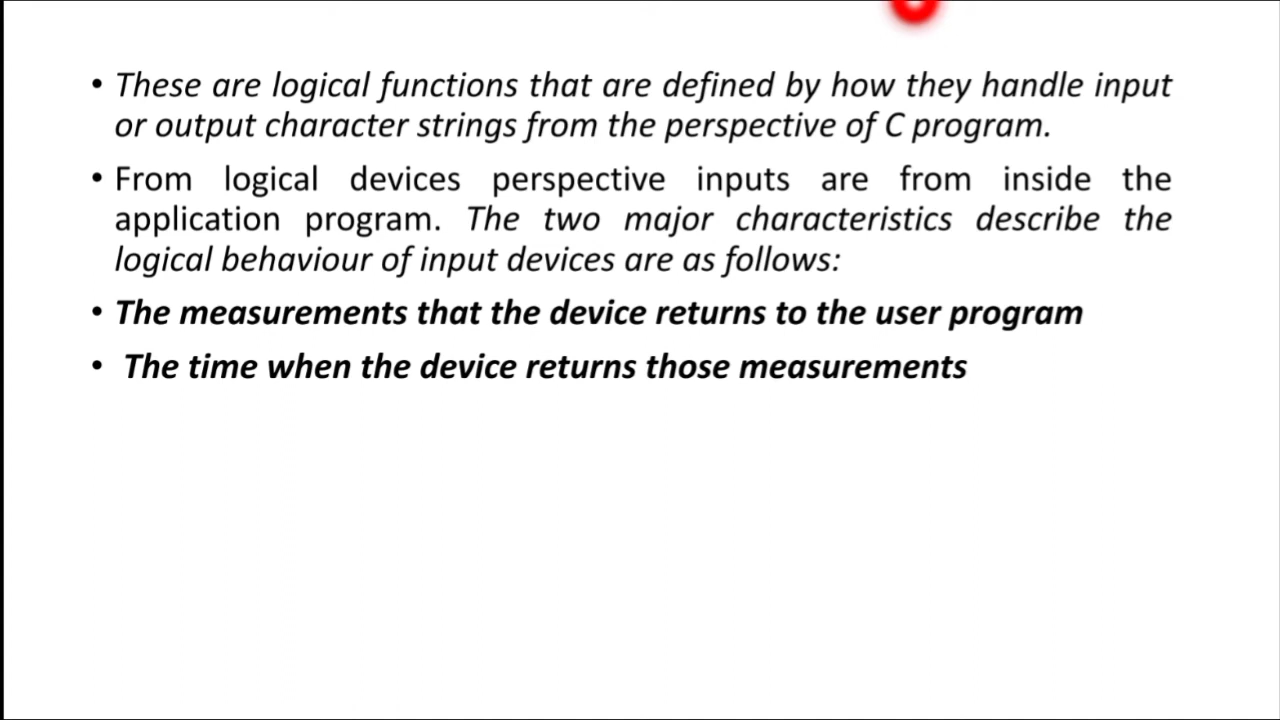 • These are logical functions that are defined by how they handle input
or output character strings from the perspective of C program.
• From logical devices perspective inputs are from inside the
application program. The two major characteristics describe the
logical behaviour of input devices are as follows:
• The measurements that the device returns to the user program
• The time when the device returns those measurements